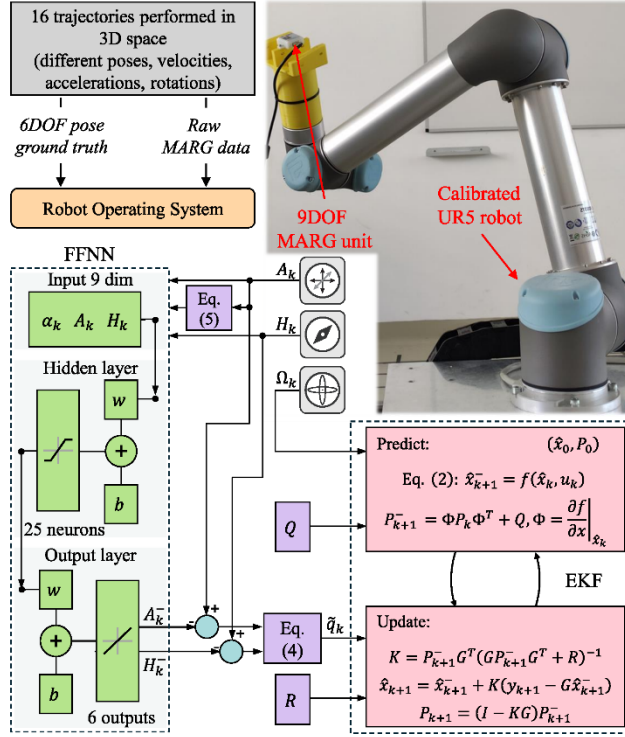 16 trajectories performed in
3D space
(different poses, velocities,
accelerations, rotations)
6DOF pose
ground truth
Raw
MARG data
Robot Operating System
9DOF
MARG unit
Calibrated
UR5 robot
FFNN
Input 9 dim
α_k A_k H_k
Eq.
(5)
A_k
H_k
Ω_k
Hidden layer
w
+
b
25 neurons
Output layer
w
+
b
A_k^-
H_k^-
6 outputs
-
+
-
+
Eq.
(4)
q̃_k
Q
R
Predict: (x̂_0, P_0)
Eq. (2): x̂_{k+1}^- = f(x̂_k, u_k)
P_{k+1}^- = ΦP_kΦ^T + Q, Φ = ∂f/∂x|_{x̂_k}
EKF
Update:
K = P_{k+1}^- G^T(GP_{k+1}^- G^T + R)^{-1}
x̂_{k+1} = x̂_{k+1}^- + K(y_{k+1} − Gx̂_{k+1}^-)
P_{k+1} = (I − KG)P_{k+1}^-